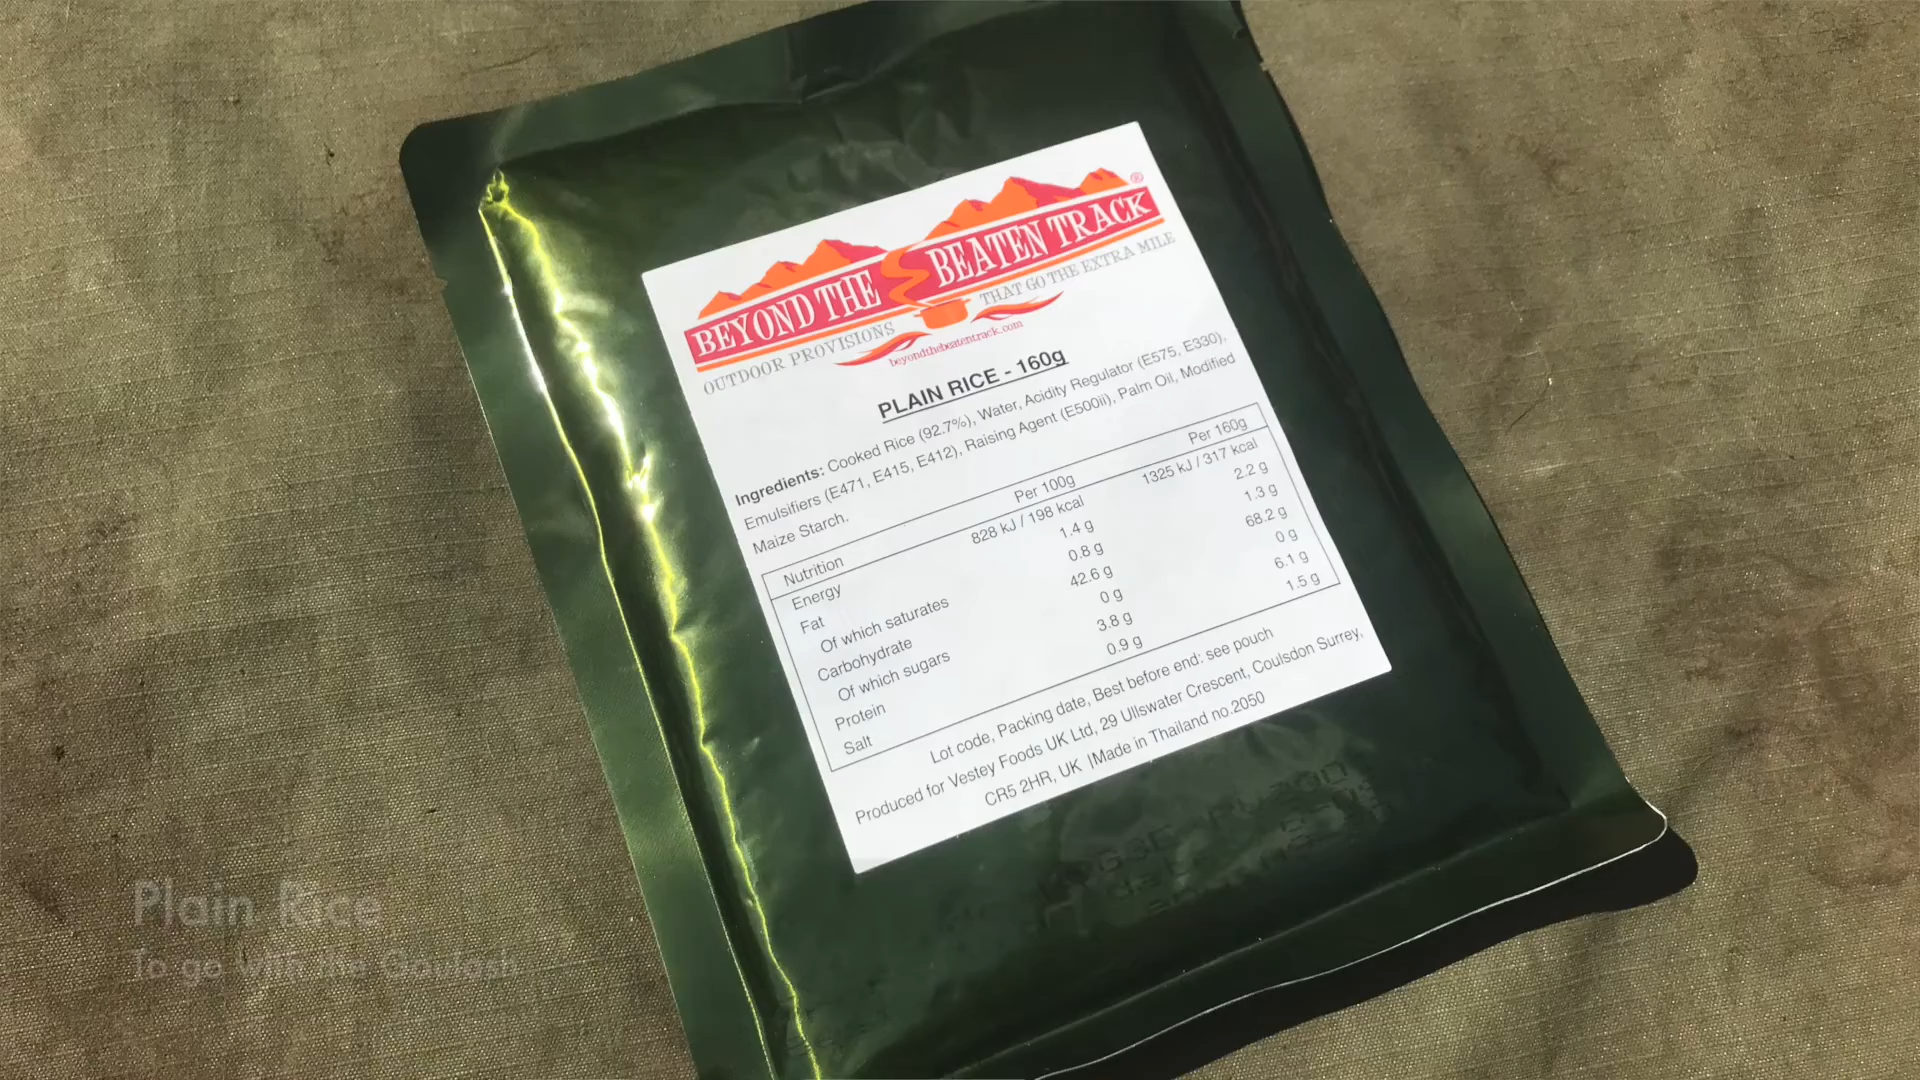 BEYOND THE BEATEN TRACK®
OUTDOOR PROVISIONS THAT GO THE EXTRA MILE
beyondthebeatentrack.com
PLAIN RICE - 160g
Ingredients: Cooked Rice (92.7%), Water, Acidity Regulator (E575, E330),
Emulsifiers (E471, E415, E412), Raising Agent (E500ii), Palm Oil, Modified
Maize Starch.
Nutrition Per 100g Per 160g
Energy 828 kJ / 198 kcal 1325 kJ / 317 kcal
Fat 1.4 g 2.2 g
Of which saturates 0.8 g 1.3 g
Carbohydrate 42.6 g 68.2 g
Of which sugars 0 g 0 g
Protein 3.8 g 6.1 g
Salt 0.9 g 1.5 g
Lot code, Packing date, Best before end: see pouch
Produced for Vestey Foods UK Ltd, 29 Ullswater Crescent, Coulsdon Surrey,
CR5 2HR, UK |Made in Thailand no.2050
Plain Rice
To go with the Goulash